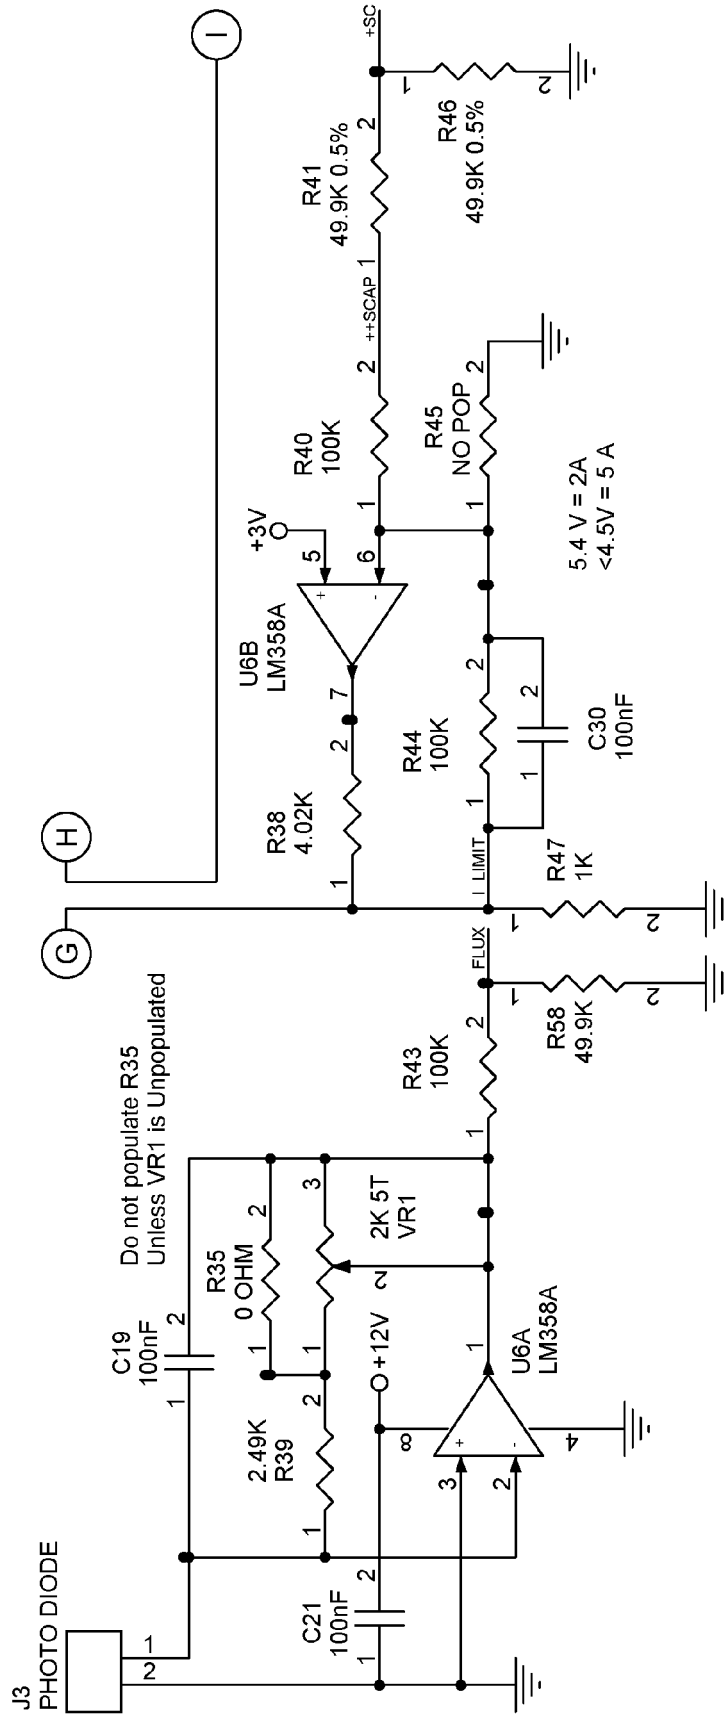 J3
PHOTO DIODE
1
2
C19
100nF
1
2
Do not populate R35
Unless VR1 is Unpopulated
R35
0 OHM
1
2
2.49K
R39
1
2
2K 5T
VR1
1
3
2
C21
100nF
1
2
+12V
8
3
+
2
-
4
1
U6A
LM358A
R43
100K
1
2
FLUX
R58
49.9K
1
2
G
H
I
R38
4.02K
1
2
I LIMIT
R47
1K
1
2
U6B
LM358A
7
+3V
5
+
6
-
R44
100K
1
2
C30
100nF
1
2
R40
100K
1
2
R45
NO POP
1
2
5.4 V = 2A
<4.5V = 5 A
++SCAP
R41
49.9K 0.5%
1
2
+SC
R46
49.9K 0.5%
1
2